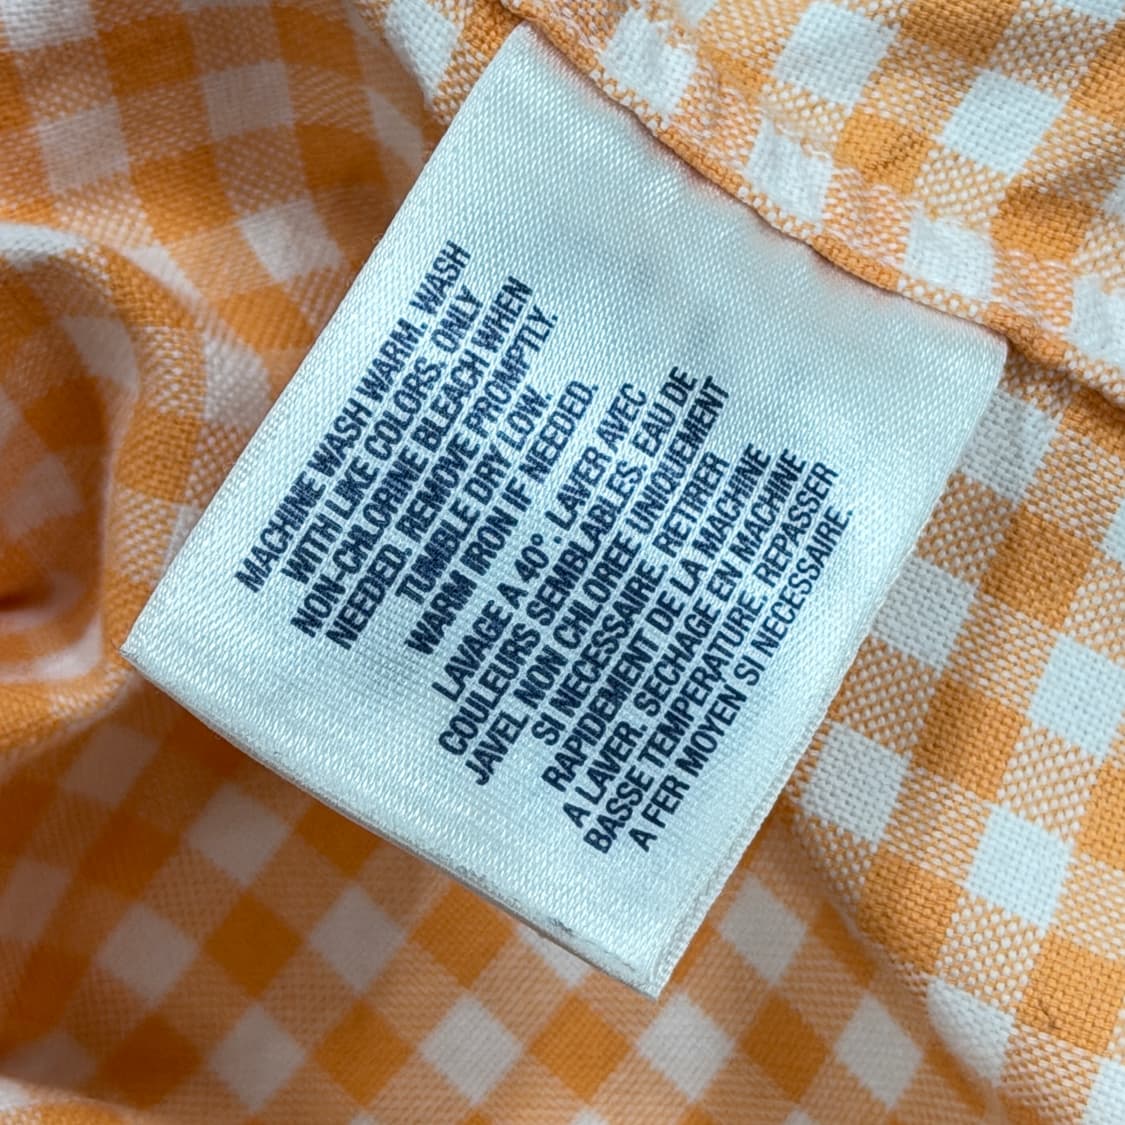 MACHINE WASH WARM. WASH
WITH LIKE COLORS. ONLY
NON-CHLORINE BLEACH WHEN
NEEDED. REMOVE PROMPTLY.
TUMBLE DRY LOW.
WARM IRON IF NEEDED.
LAVAGE A 40°. LAVER AVEC
COULEURS SEMBLABLES. EAU DE
JAVEL NON CHLOREE UNIQUEMENT
SI NECESSAIRE. RETIRER
RAPIDEMENT DE LA MACHINE
A LAVER. SECHAGE EN MACHINE
BASSE TEMPERATURE. REPASSER
A FER MOYEN SI NECESSAIRE.